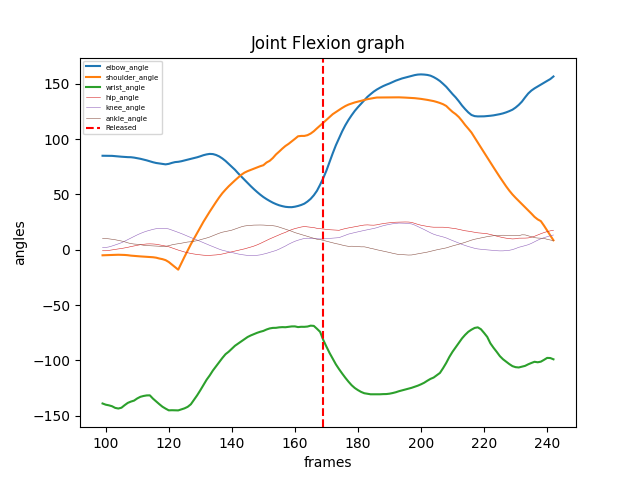 Joint Flexion graph
elbow_angle
shoulder_angle
wrist_angle
hip_angle
knee_angle
ankle_angle
Released
angles
150
100
50
0
−50
−100
−150
100 120 140 160 180 200 220 240
frames